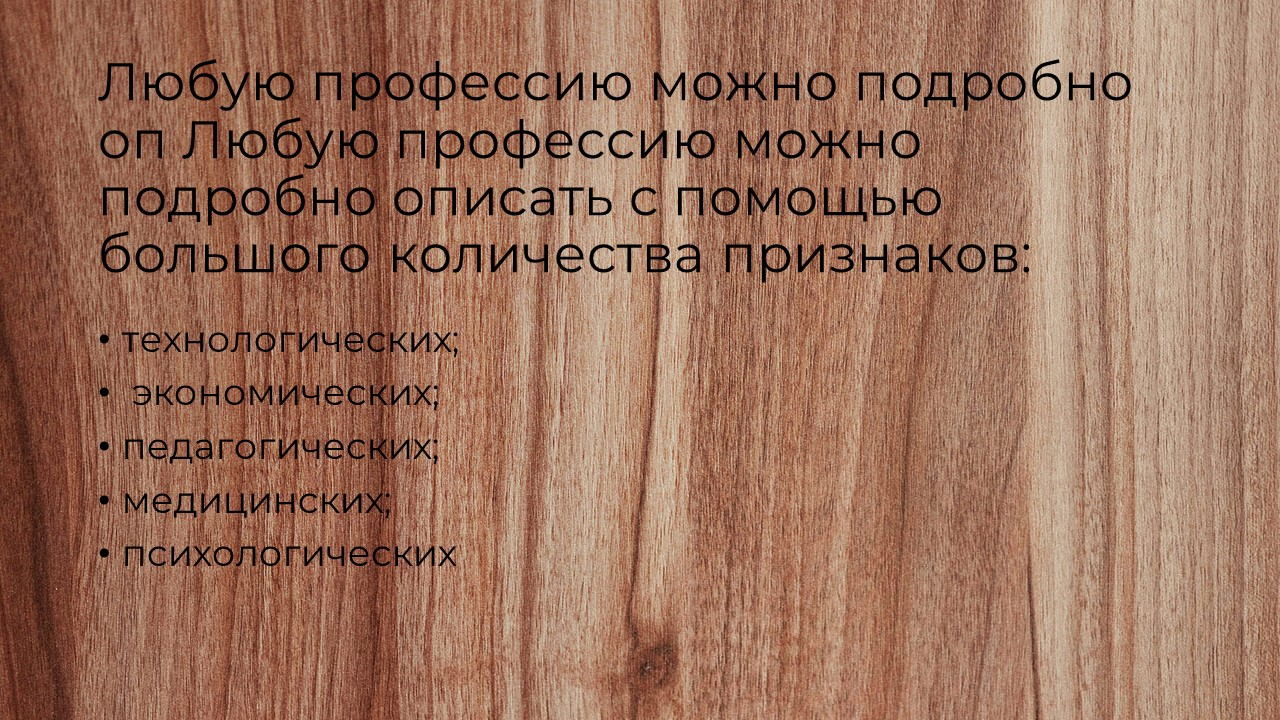 Любую профессию можно подробно
оп Любую профессию можно
подробно описать с помощью
большого количества признаков:
• технологических;
• экономических;
• педагогических;
• медицинских;
• психологических